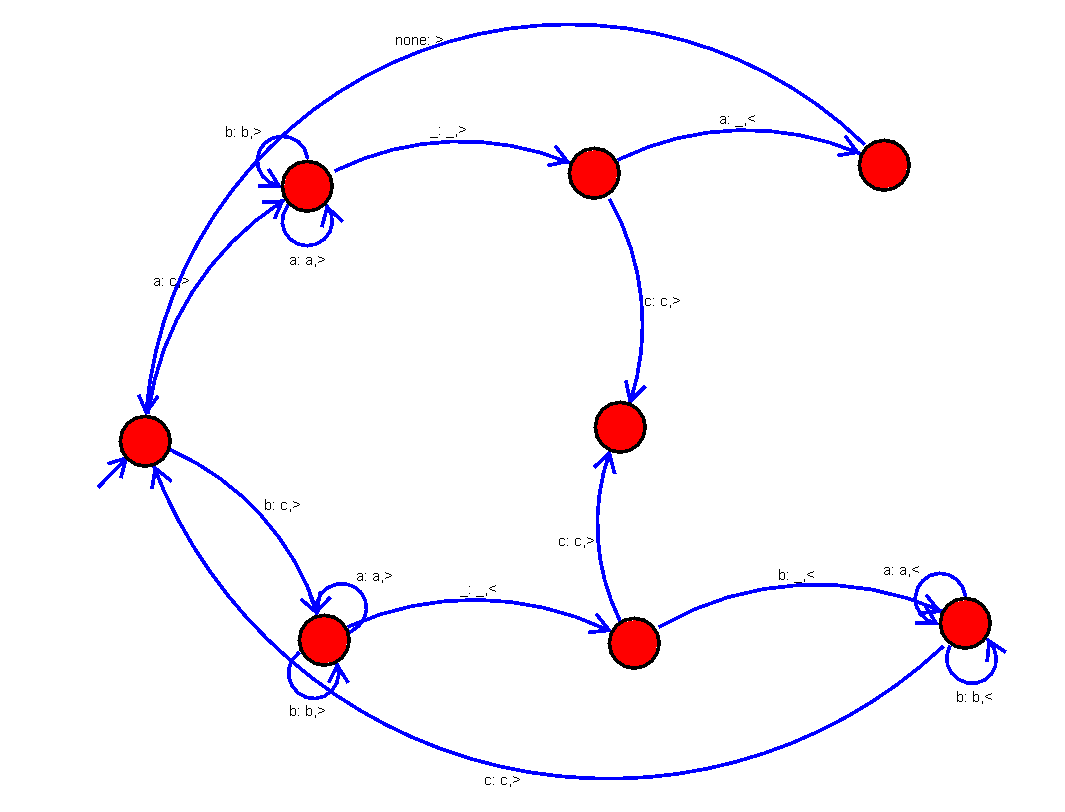 none: >
a: _,<
b: b,>
_: _,>
a: a,>
a: c,>
c: c,>
b: c,>
c: c,>
a: a,>
_: _,<
b: _,<
a: a,<
b: b,>
b: b,<
c: c,>